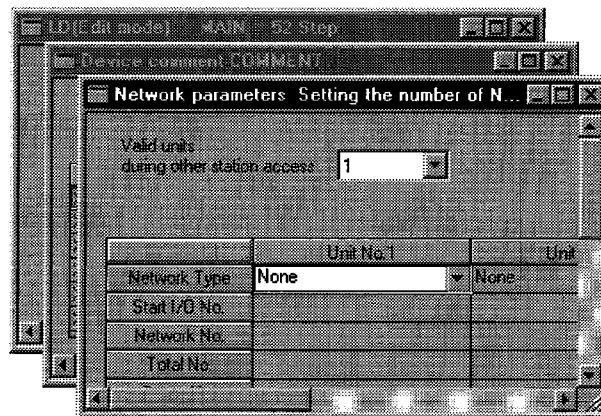 LD(Edit mode) MAIN 52 Step
Device comment COMMENT
Network parameters Setting the number of N...
Valid units
during other station access 1
Unit No.1 Unit
Network Type None None
Start I/O No.
Network No.
Total No